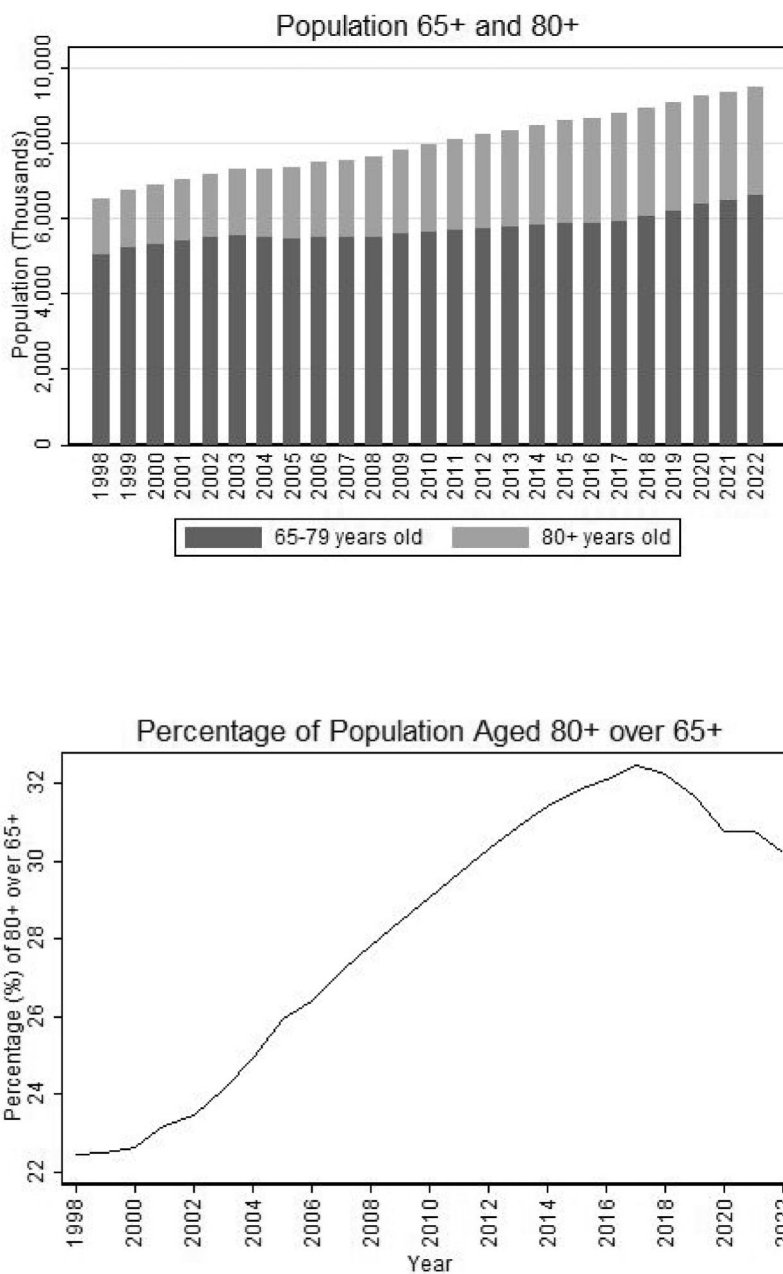 Population 65+ and 80+
Population (Thousands)
10,000
8,000
6,000
4,000
2,000
0
1998 1999 2000 2001 2002 2003 2004 2005 2006 2007 2008 2009 2010 2011 2012 2013 2014 2015 2016 2017 2018 2019 2020 2021 2022
65-79 years old 80+ years old
Percentage of Population Aged 80+ over 65+
Percentage (%) of 80+ over 65+
32
30
28
26
24
22
1998 2000 2002 2004 2006 2008 2010 2012 2014 2016 2018 2020 2022
Year